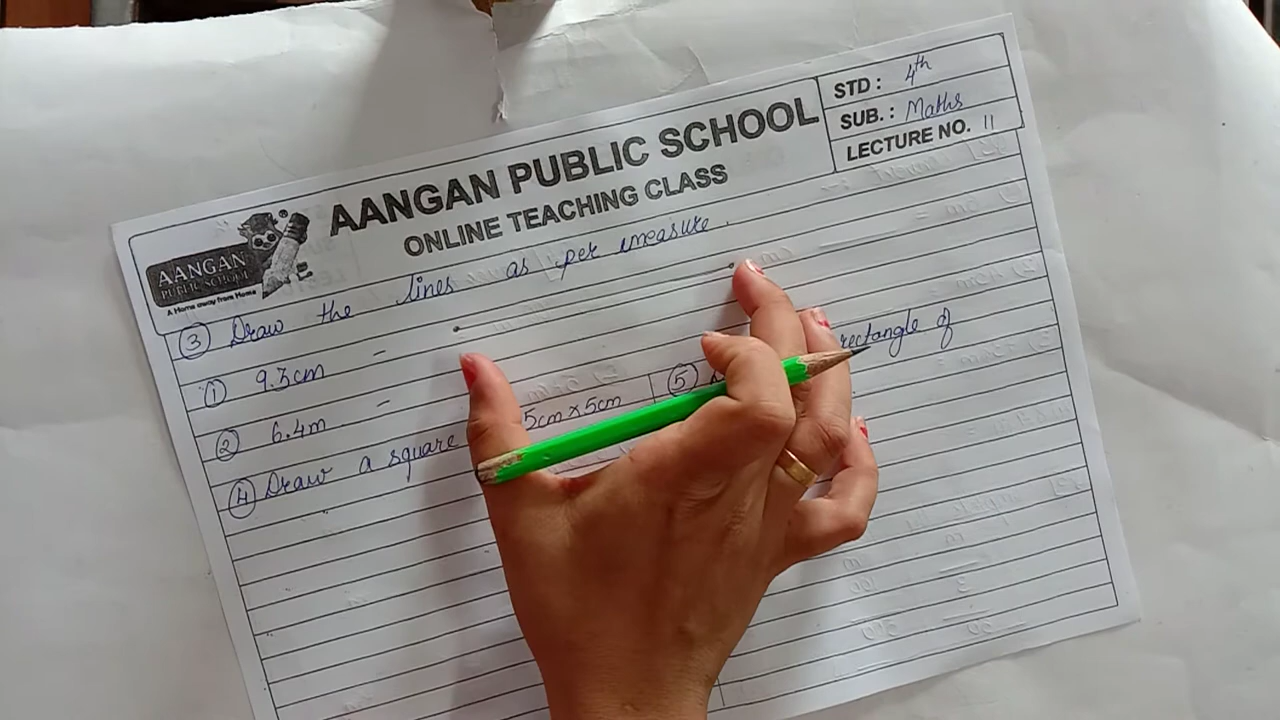 AANGAN PUBLIC SCHOOL
ONLINE TEACHING CLASS
STD : 4th
SUB. : Maths
LECTURE NO. 11
AANGAN
PUBLIC SCHOOL
A Home away from Home
③ Draw the lines as per measure.
① 9.3cm -
② 6.4m -
④ Draw a square 5cm×5cm
⑤ rectangle of